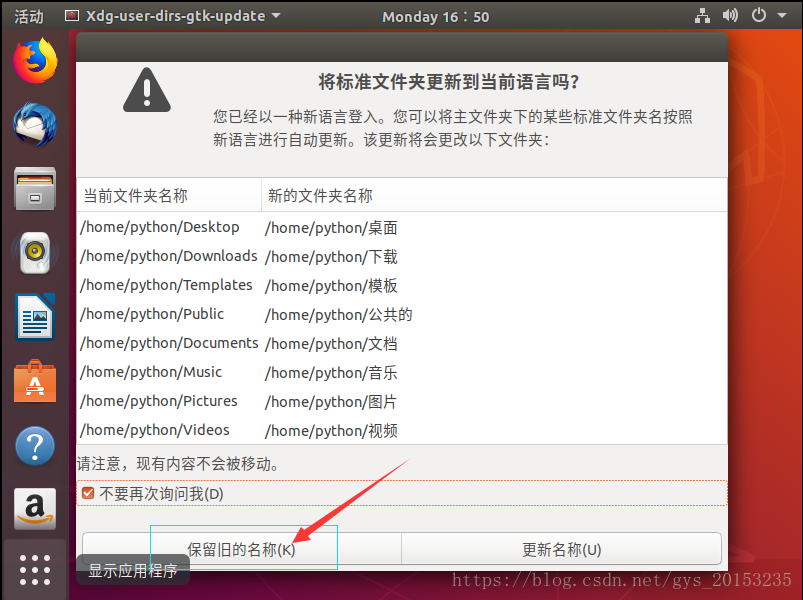 活动 Xdg-user-dirs-gtk-update Monday 16：50
将标准文件夹更新到当前语言吗?
您已经以一种新语言登入。您可以将主文件夹下的某些标准文件夹名按照
新语言进行自动更新。该更新将会更改以下文件夹：
当前文件夹名称 新的文件夹名称
/home/python/Desktop /home/python/桌面
/home/python/Downloads /home/python/下载
/home/python/Templates /home/python/模板
/home/python/Public /home/python/公共的
/home/python/Documents /home/python/文档
/home/python/Music /home/python/音乐
/home/python/Pictures /home/python/图片
/home/python/Videos /home/python/视频
请注意，现有内容不会被移动。
不要再次询问我(D)
保留旧的名称(K) 更新名称(U)
显示应用程序
https://blog.csdn.net/gys_20153235